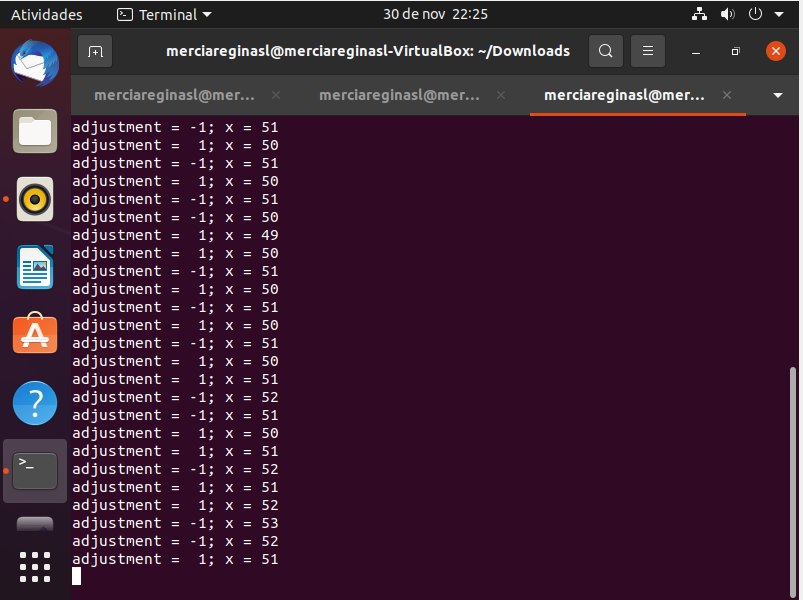 Atividades Terminal 30 de nov 22:25
merciareginasl@merciareginasl-VirtualBox: ~/Downloads
merciareginasl@mer... merciareginasl@mer... merciareginasl@mer...
adjustment = -1; x = 51
adjustment =  1; x = 50
adjustment = -1; x = 51
adjustment =  1; x = 50
adjustment = -1; x = 51
adjustment = -1; x = 50
adjustment =  1; x = 49
adjustment =  1; x = 50
adjustment = -1; x = 51
adjustment =  1; x = 50
adjustment = -1; x = 51
adjustment =  1; x = 50
adjustment = -1; x = 51
adjustment =  1; x = 50
adjustment =  1; x = 51
adjustment = -1; x = 52
adjustment = -1; x = 51
adjustment =  1; x = 50
adjustment =  1; x = 51
adjustment = -1; x = 52
adjustment =  1; x = 51
adjustment =  1; x = 52
adjustment = -1; x = 53
adjustment = -1; x = 52
adjustment =  1; x = 51